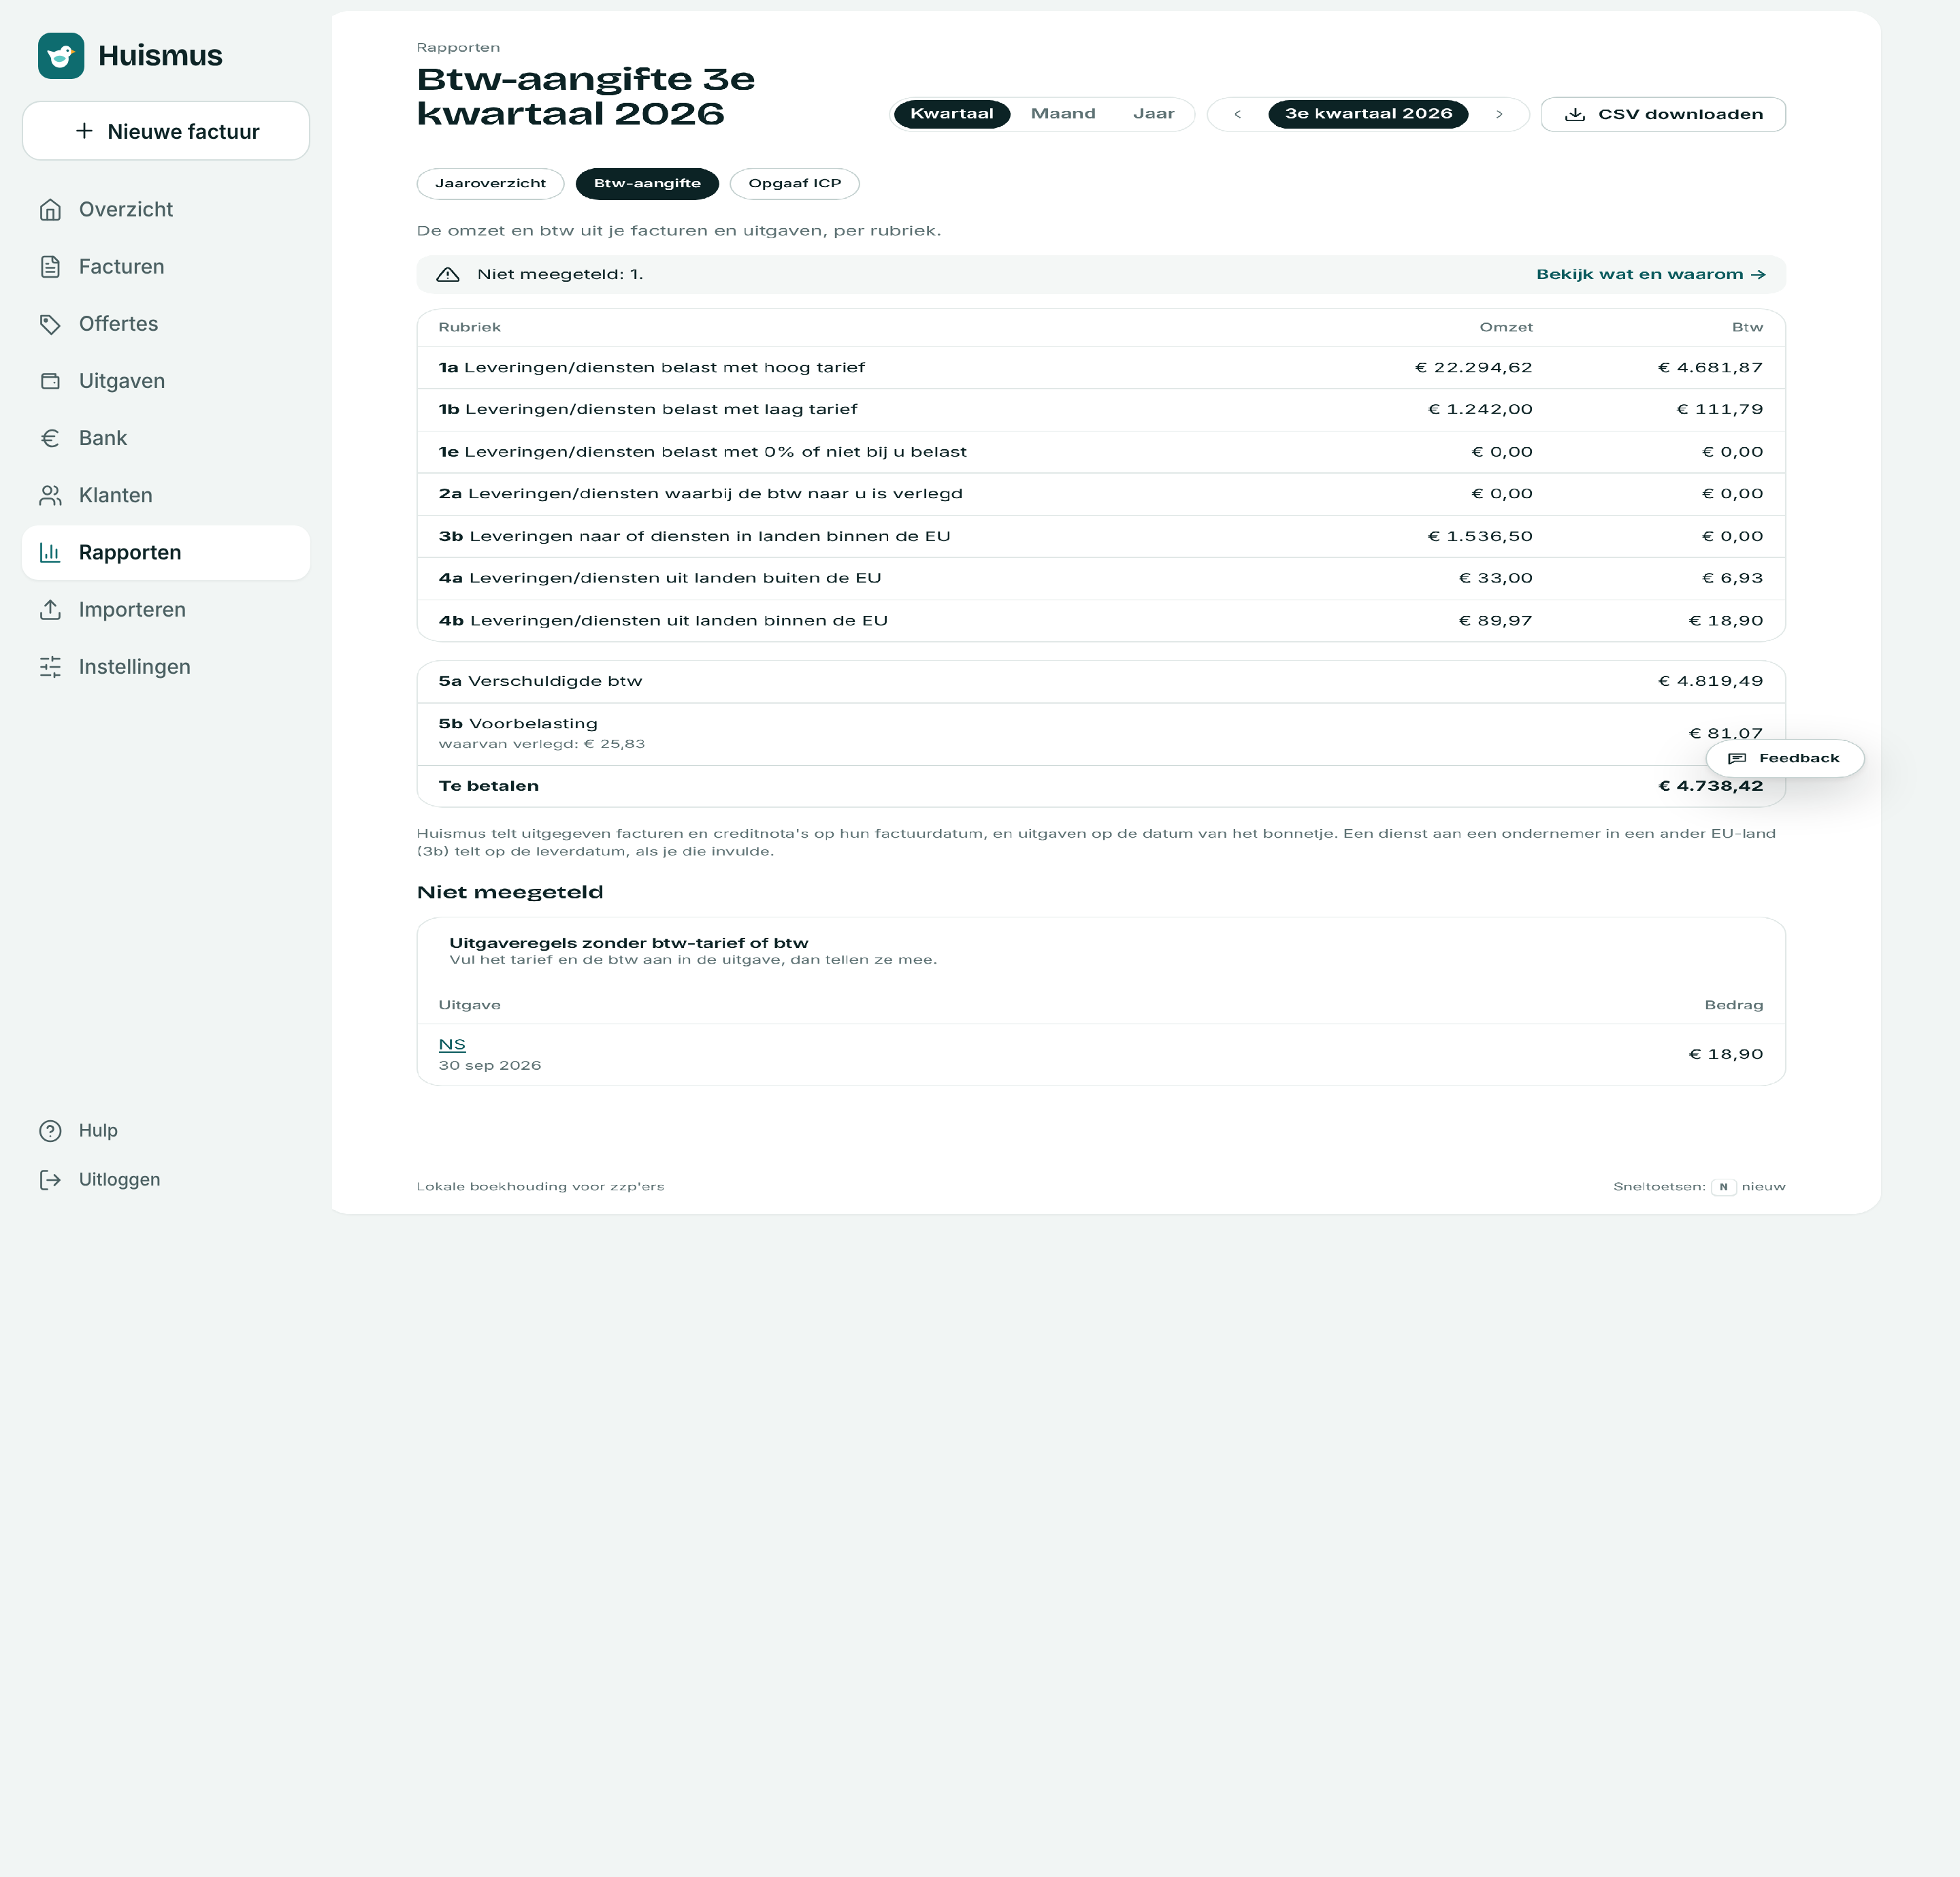 Huismus
Nieuwe factuur
Overzicht
Facturen
Offertes
Uitgaven
Bank
Klanten
Rapporten
Importeren
Instellingen
Hulp
Uitloggen
Rapporten
Btw-aangifte 3e
kwartaal 2026
Kwartaal Maand Jaar
‹ 3e kwartaal 2026 ›
CSV downloaden
Jaaroverzicht Btw-aangifte Opgaaf ICP
De omzet en btw uit je facturen en uitgaven, per rubriek.
Niet meegeteld: 1. Bekijk wat en waarom →
Rubriek Omzet Btw
1a Leveringen/diensten belast met hoog tarief € 22.294,62 € 4.681,87
1b Leveringen/diensten belast met laag tarief € 1.242,00 € 111,79
1e Leveringen/diensten belast met 0% of niet bij u belast € 0,00 € 0,00
2a Leveringen/diensten waarbij de btw naar u is verlegd € 0,00 € 0,00
3b Leveringen naar of diensten in landen binnen de EU € 1.536,50 € 0,00
4a Leveringen/diensten uit landen buiten de EU € 33,00 € 6,93
4b Leveringen/diensten uit landen binnen de EU € 89,97 € 18,90
5a Verschuldigde btw € 4.819,49
5b Voorbelasting € 81,07
waarvan verlegd: € 25,83
Feedback
Te betalen € 4.738,42
Huismus telt uitgegeven facturen en creditnota's op hun factuurdatum, en uitgaven op de datum van het bonnetje. Een dienst aan een ondernemer in een ander EU-land
(3b) telt op de leverdatum, als je die invulde.
Niet meegeteld
Uitgaveregels zonder btw-tarief of btw
Vul het tarief en de btw aan in de uitgave, dan tellen ze mee.
Uitgave Bedrag
NS € 18,90
30 sep 2026
Lokale boekhouding voor zzp'ers
Sneltoetsen: N nieuw